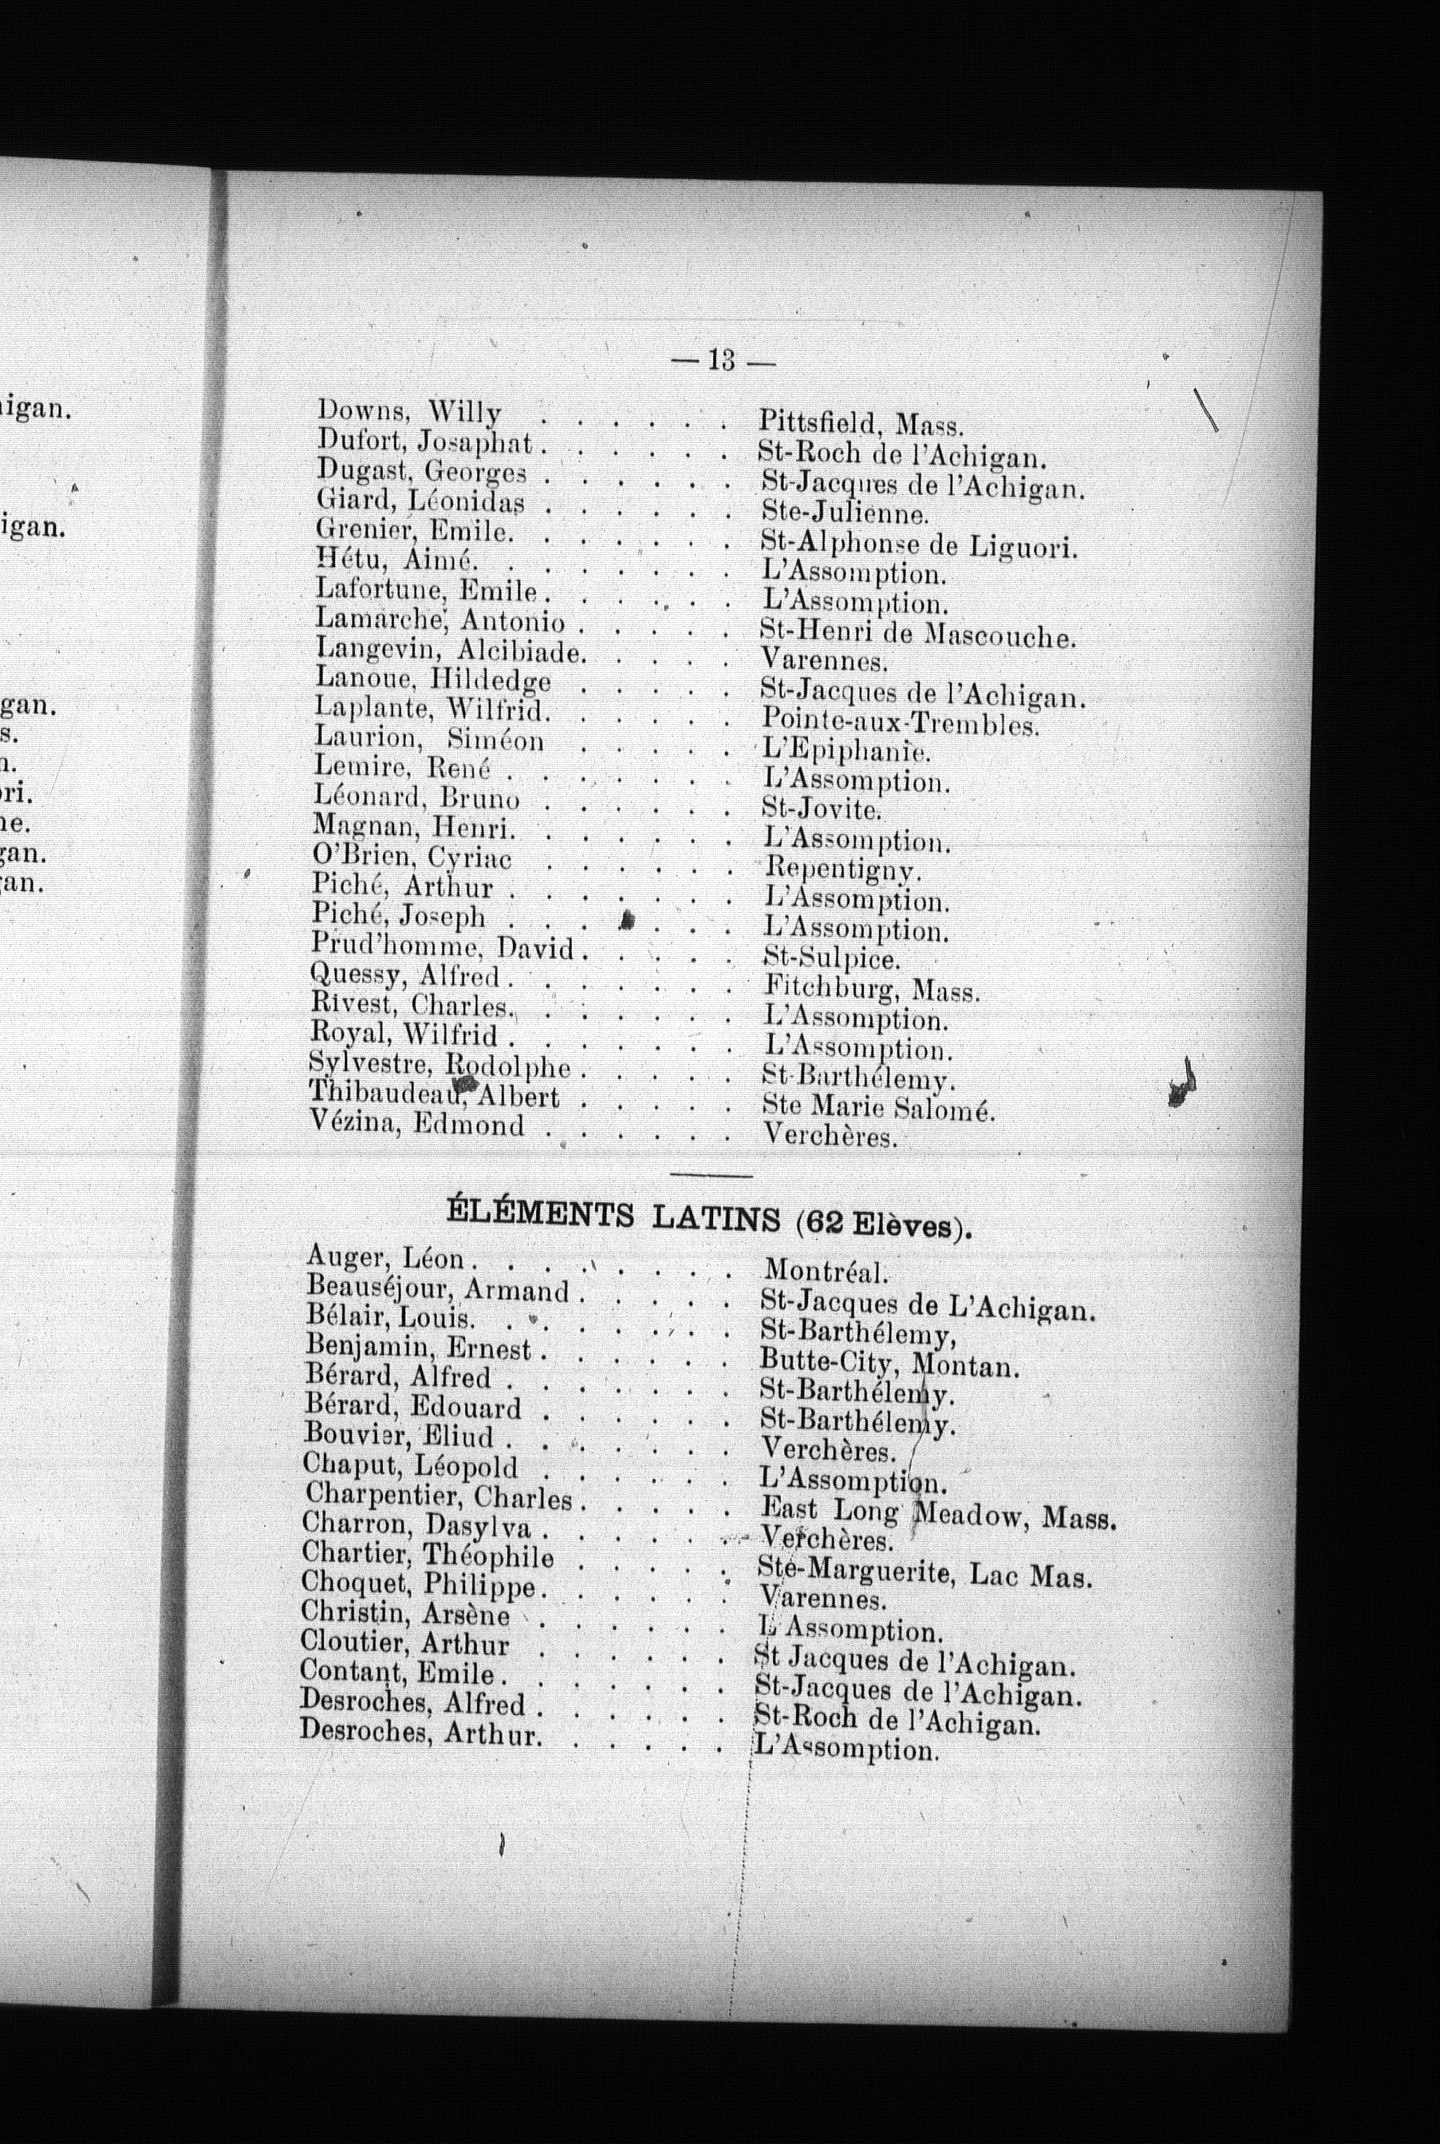 — 13 —
Downs, Willy . . . . . . Pittsfield, Mass.
Dufort, Josaphat . . . . . . St-Roch de l'Achigan.
Dugast, Georges . . . . . . St-Jacques de l'Achigan.
Giard, Léonidas . . . . . . Ste-Julienne.
Grenier, Emile. . . . . . . St-Alphonse de Liguori.
Hétu, Aimé. . . . . . . . L'Assomption.
Lafortune, Emile . . . . . . L'Assomption.
Lamarche, Antonio . . . . . St-Henri de Mascouche.
Langevin, Alcibiade. . . . . Varennes.
Lanoue, Hildedge . . . . . St-Jacques de l'Achigan.
Laplante, Wilfrid. . . . . . Pointe-aux-Trembles.
Laurion, Siméon . . . . . L'Epiphanie.
Lemire, René . . . . . . . L'Assomption.
Léonard, Bruno . . . . . . St-Jovite.
Magnan, Henri. . . . . . . L'Assomption.
O'Brien, Cyriac . . . . . . Repentigny.
Piché, Arthur . . . . . . . L'Assomption.
Piché, Joseph . . . . . . . L'Assomption.
Prud'homme, David . . . . . St-Sulpice.
Quessy, Alfred . . . . . . . Fitchburg, Mass.
Rivest, Charles. . . . . . . L'Assomption.
Royal, Wilfrid . . . . . . . L'Assomption.
Sylvestre, Rodolphe . . . . . St-Barthélemy.
Thibaudeau, Albert . . . . . Ste Marie Salomé.
Vézina, Edmond . . . . . . Verchères.
ÉLÉMENTS LATINS (62 Elèves).
Auger, Léon . . . . . . . . Montréal.
Beauséjour, Armand . . . . . St-Jacques de L'Achigan.
Bélair, Louis. . . . . . . . St-Barthélemy,
Benjamin, Ernest . . . . . . Butte-City, Montan.
Bérard, Alfred . . . . . . . St-Barthélemy.
Bérard, Edouard . . . . . . St-Barthélemy.
Bouvier, Eliud . . . . . . . Verchères.
Chaput, Léopold . . . . . . L'Assomption.
Charpentier, Charles . . . . . East Long Meadow, Mass.
Charron, Dasylva . . . . . . Verchères.
Chartier, Théophile . . . . . Ste-Marguerite, Lac Mas.
Choquet, Philippe . . . . . . Varennes.
Christin, Arsène . . . . . . L'Assomption.
Cloutier, Arthur . . . . . . St Jacques de l'Achigan.
Contant, Emile . . . . . . . St-Jacques de l'Achigan.
Desroches, Alfred . . . . . . St-Roch de l'Achigan.
Desroches, Arthur. . . . . . L'Assomption.